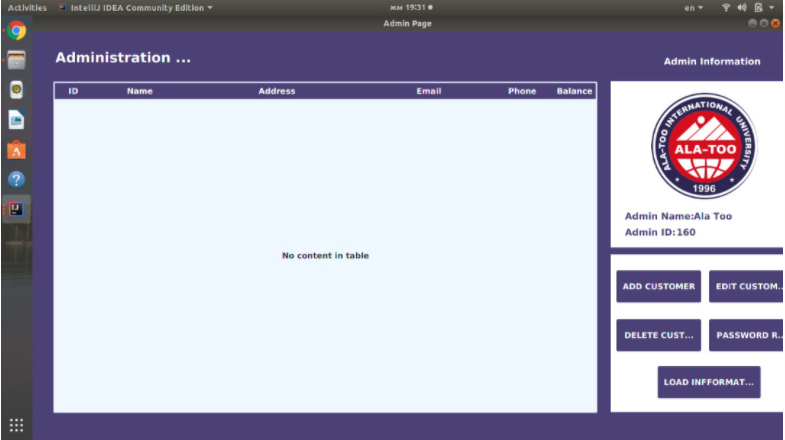 Activities IntelliJ IDEA Community Edition жм 19:31 en
Admin Page
Administration ...
Admin Information
ID Name Address Email Phone Balance
No content in table
ALA-TOO INTERNATIONAL UNIVERSITY
ALA-TOO
1996
Admin Name:Ala Too
Admin ID:160
ADD CUSTOMER EDIT CUSTOM...
DELETE CUST... PASSWORD R...
LOAD INFFORMAT...